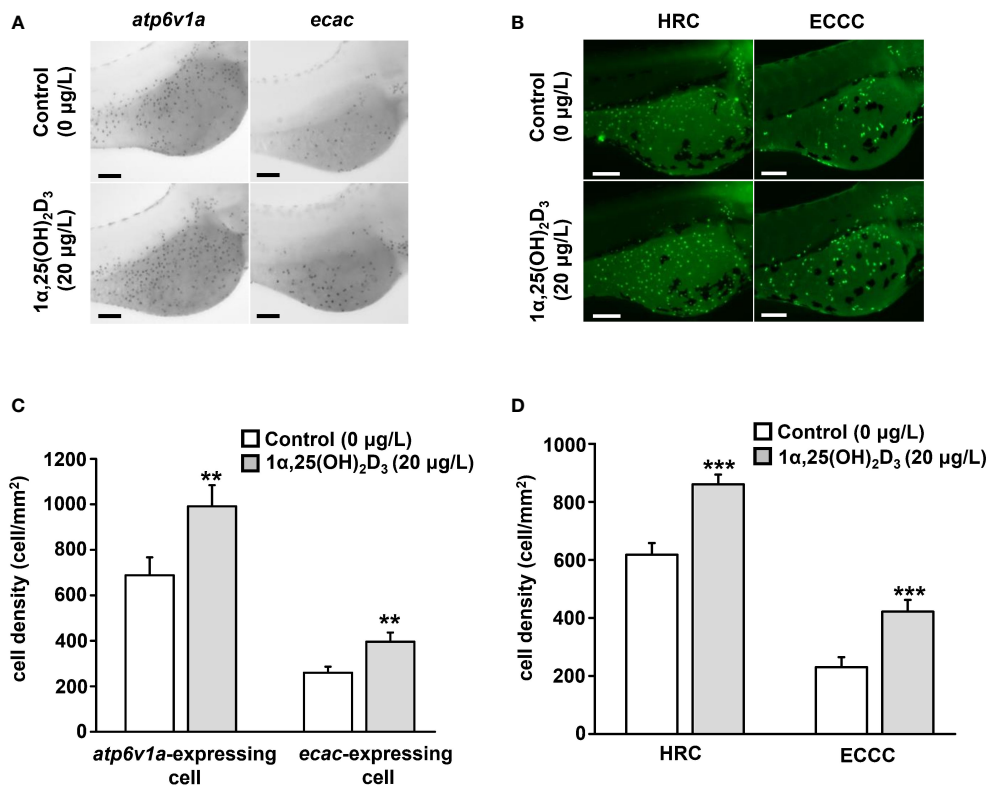 A
atp6v1a
ecac
Control
(0 µg/L)
1α,25(OH)₂D₃
(20 µg/L)
B
HRC
ECCC
Control
(0 µg/L)
1α,25(OH)₂D₃
(20 µg/L)
C
Control (0 µg/L)
1α,25(OH)₂D₃ (20 µg/L)
cell density (cell/mm²)
1200
1000
800
600
400
200
0
**
**
atp6v1a-expressing
cell
ecac-expressing
cell
D
Control (0 µg/L)
1α,25(OH)₂D₃ (20 µg/L)
cell density (cell/mm²)
1000
800
600
400
200
0
***
***
HRC
ECCC